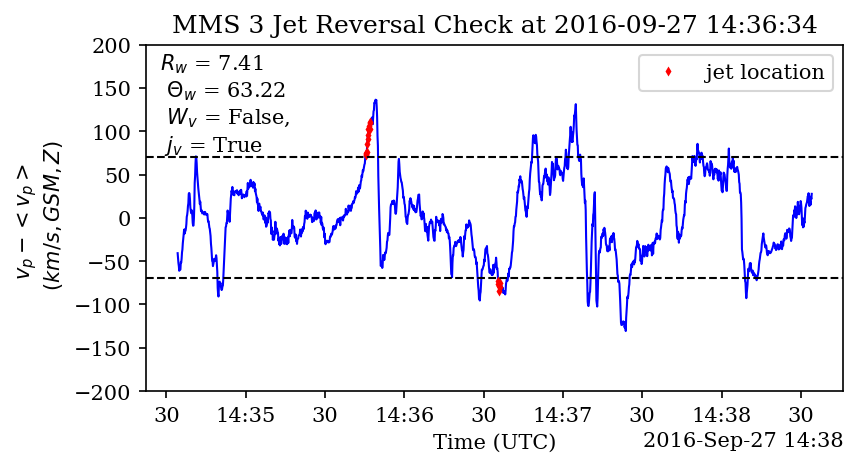 MMS 3 Jet Reversal Check at 2016-09-27 14:36:34
200
150
100
50
0
−50
−100
−150
−200
v_p − < v_p >
(km/s, GSM, Z)
R_w = 7.41
Θ_w = 63.22
W_v = False,
j_v = True
jet location
30 14:35 30 14:36 30 14:37 30 14:38 30
Time (UTC)
2016-Sep-27 14:38